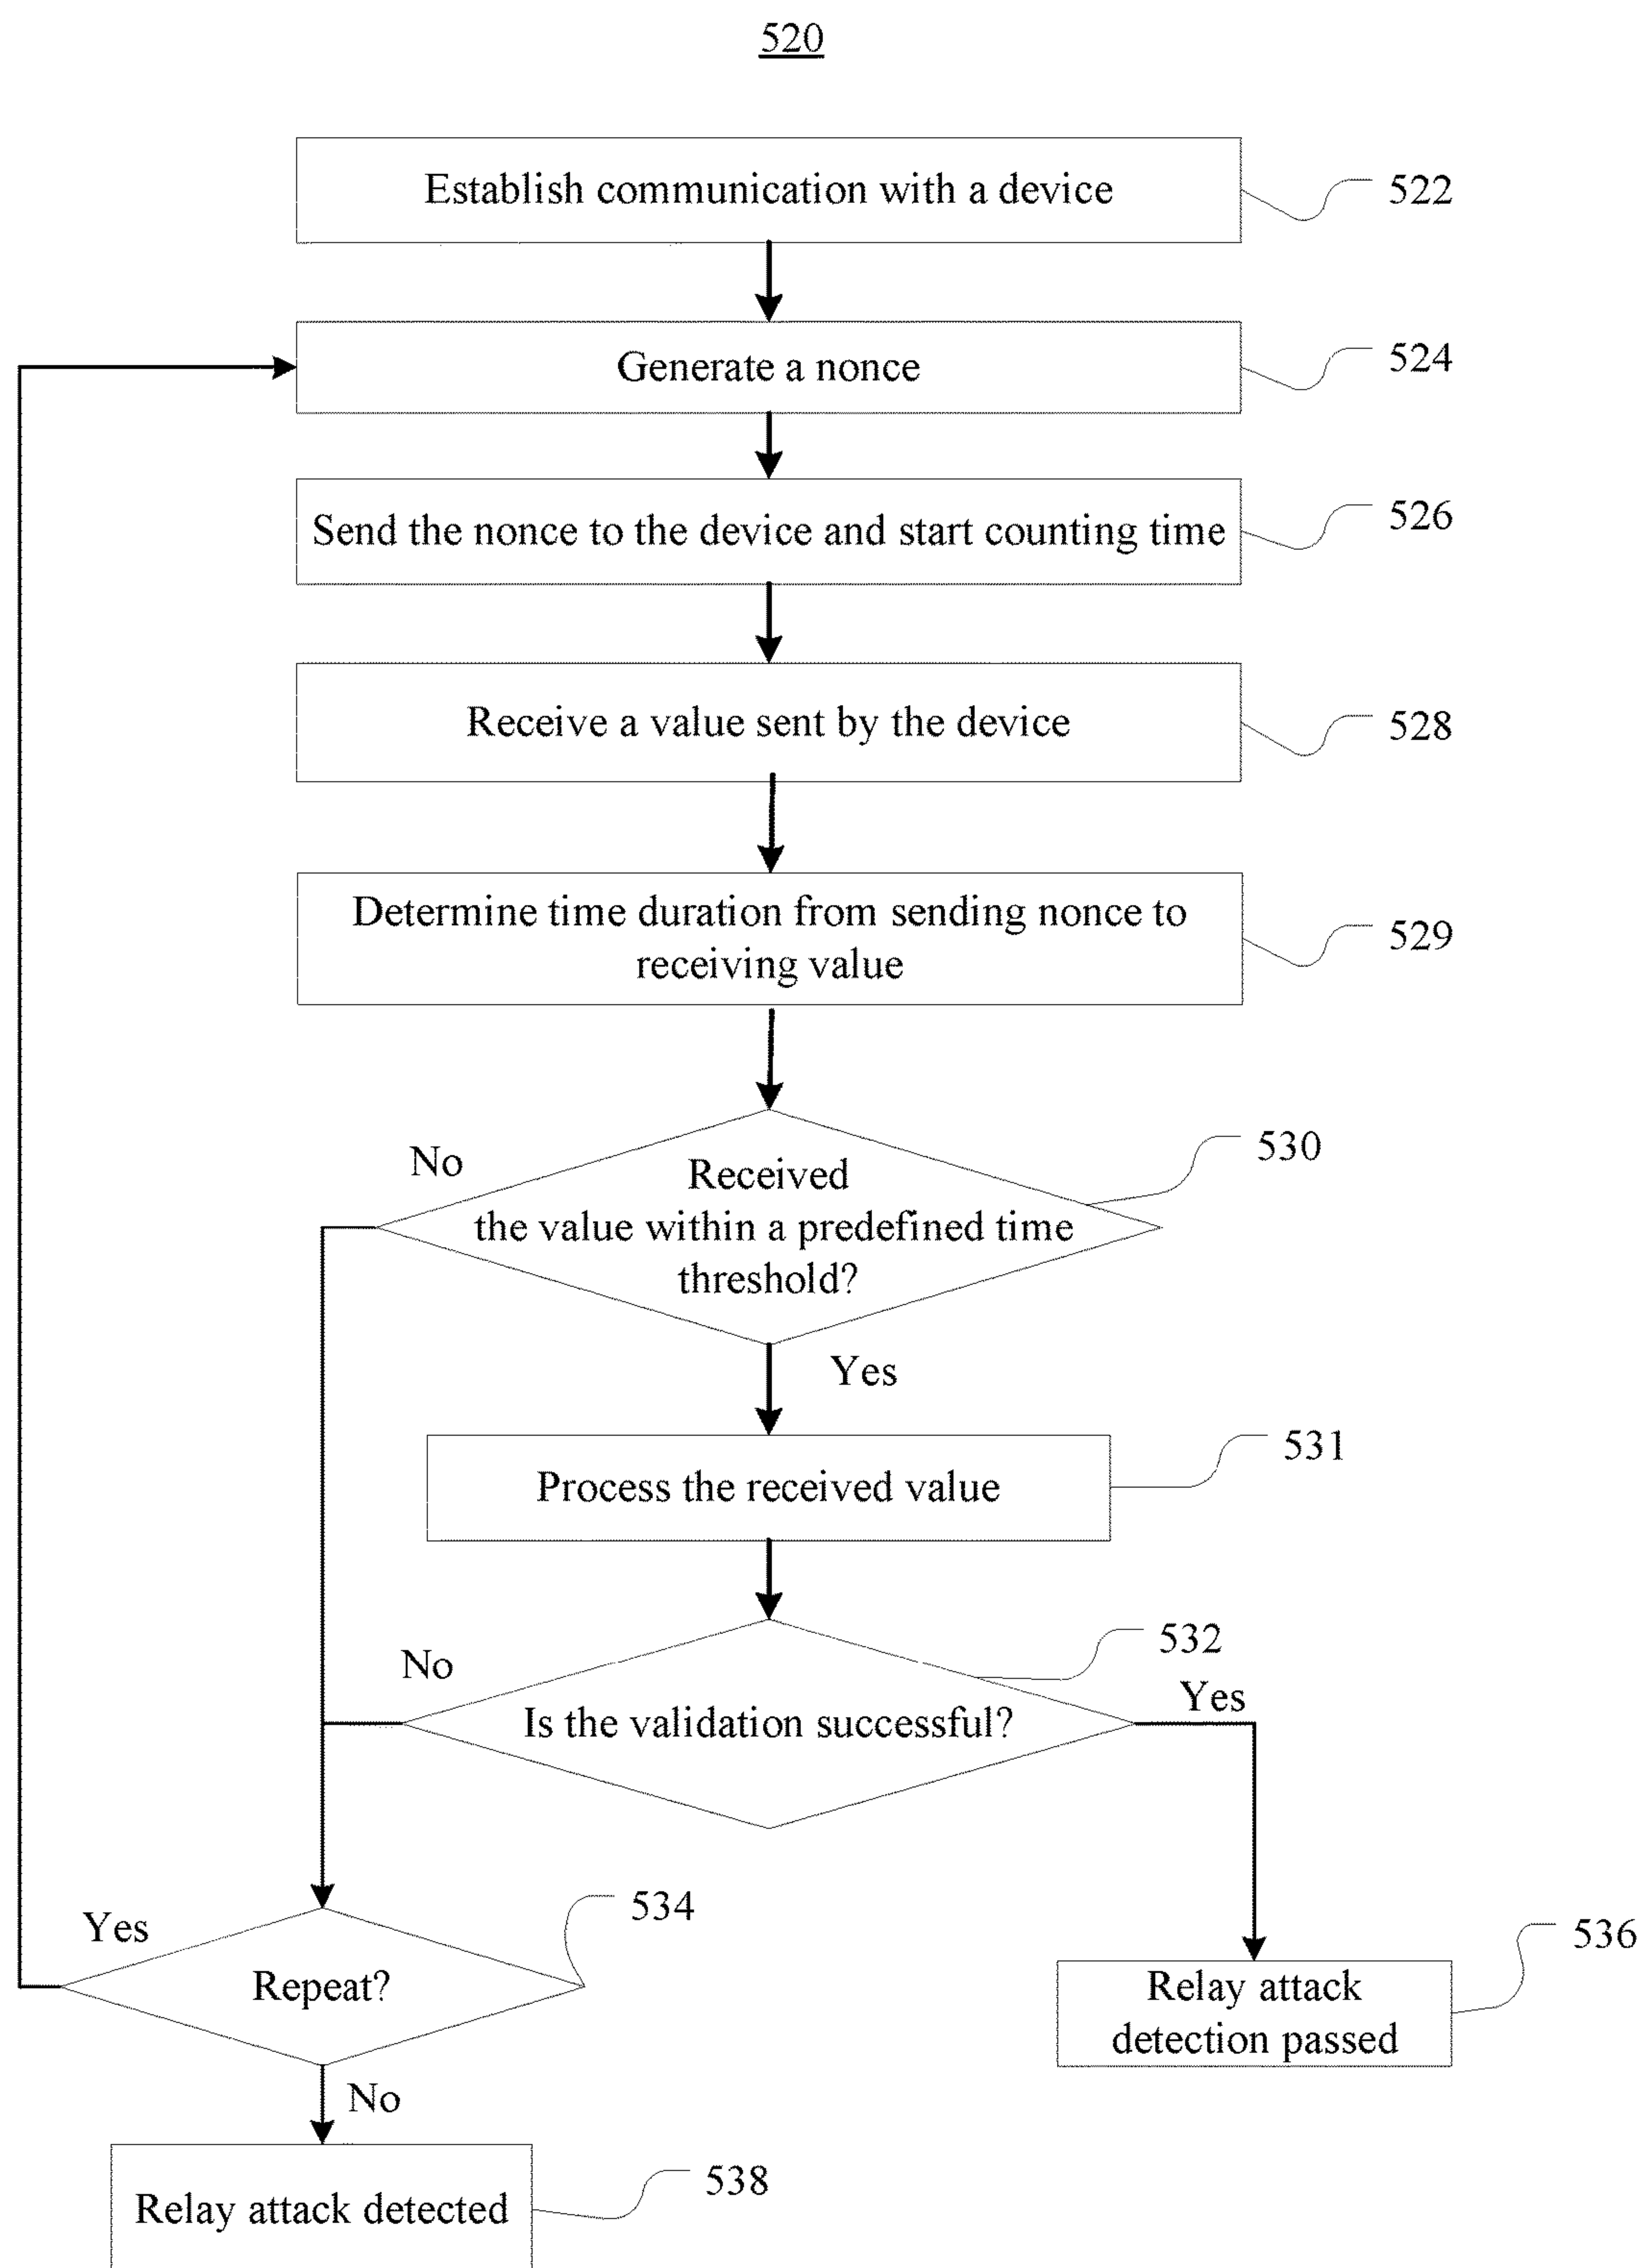 520
Establish communication with a device
522
Generate a nonce
524
Send the nonce to the device and start counting time
526
Receive a value sent by the device
528
Determine time duration from sending nonce to
receiving value
529
No
Received
the value within a predefined time
threshold?
530
Yes
Process the received value
531
No
Is the validation successful?
532
Yes
Yes
Repeat?
534
Relay attack
detection passed
536
No
Relay attack detected
538